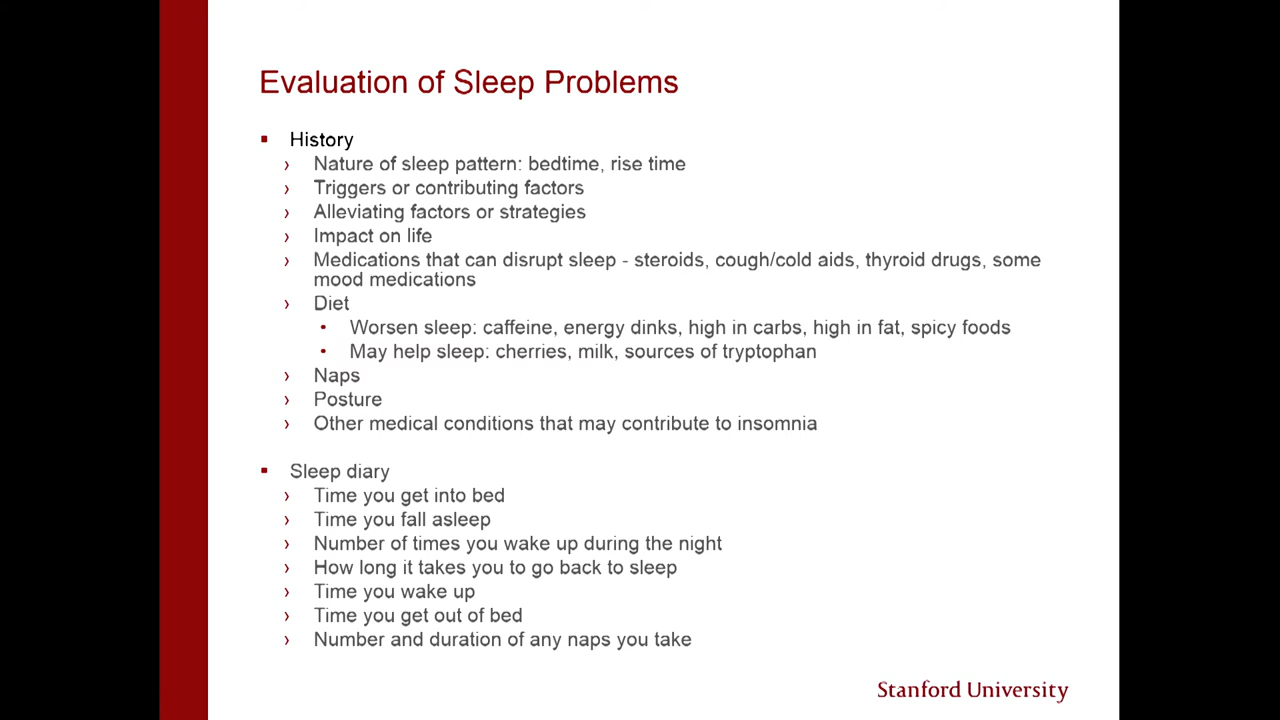 Evaluation of Sleep Problems
▪ History
› Nature of sleep pattern: bedtime, rise time
› Triggers or contributing factors
› Alleviating factors or strategies
› Impact on life
› Medications that can disrupt sleep - steroids, cough/cold aids, thyroid drugs, some
mood medications
› Diet
• Worsen sleep: caffeine, energy dinks, high in carbs, high in fat, spicy foods
• May help sleep: cherries, milk, sources of tryptophan
› Naps
› Posture
› Other medical conditions that may contribute to insomnia
▪ Sleep diary
› Time you get into bed
› Time you fall asleep
› Number of times you wake up during the night
› How long it takes you to go back to sleep
› Time you wake up
› Time you get out of bed
› Number and duration of any naps you take
Stanford University